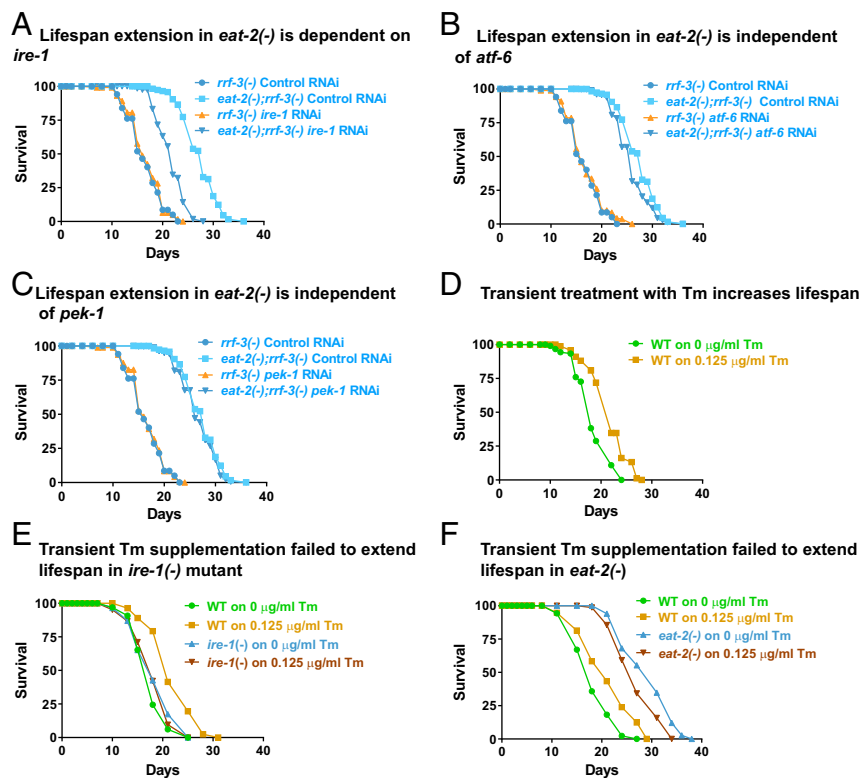 A
Lifespan extension in eat-2(-) is dependent on
ire-1
rrf-3(-) Control RNAi
eat-2(-);rrf-3(-) Control RNAi
rrf-3(-) ire-1 RNAi
eat-2(-);rrf-3(-) ire-1 RNAi
Survival
100
75
50
25
0
0 10 20 30 40
Days
B
Lifespan extension in eat-2(-) is independent
of atf-6
rrf-3(-) Control RNAi
eat-2(-);rrf-3(-) Control RNAi
rrf-3(-) atf-6 RNAi
eat-2(-);rrf-3(-) atf-6 RNAi
Survival
100
75
50
25
0
0 10 20 30 40
Days
C
Lifespan extension in eat-2(-) is independent
of pek-1
rrf-3(-) Control RNAi
eat-2(-);rrf-3(-) Control RNAi
rrf-3(-) pek-1 RNAi
eat-2(-);rrf-3(-) pek-1 RNAi
Survival
100
75
50
25
0
0 10 20 30 40
Days
D
Transient treatment with Tm increases lifespan
WT on 0 μg/ml Tm
WT on 0.125 μg/ml Tm
Survival
100
75
50
25
0
0 10 20 30 40
Days
E
Transient Tm supplementation failed to extend
lifespan in ire-1(-) mutant
WT on 0 μg/ml Tm
WT on 0.125 μg/ml Tm
ire-1(-) on 0 μg/ml Tm
ire-1(-) on 0.125 μg/ml Tm
Survival
100
75
50
25
0
0 10 20 30 40
Days
F
Transient Tm supplementation failed to extend
lifespan in eat-2(-)
WT on 0 μg/ml Tm
WT on 0.125 μg/ml Tm
eat-2(-) on 0 μg/ml Tm
eat-2(-) on 0.125 μg/ml Tm
Survival
100
75
50
25
0
0 10 20 30 40
Days